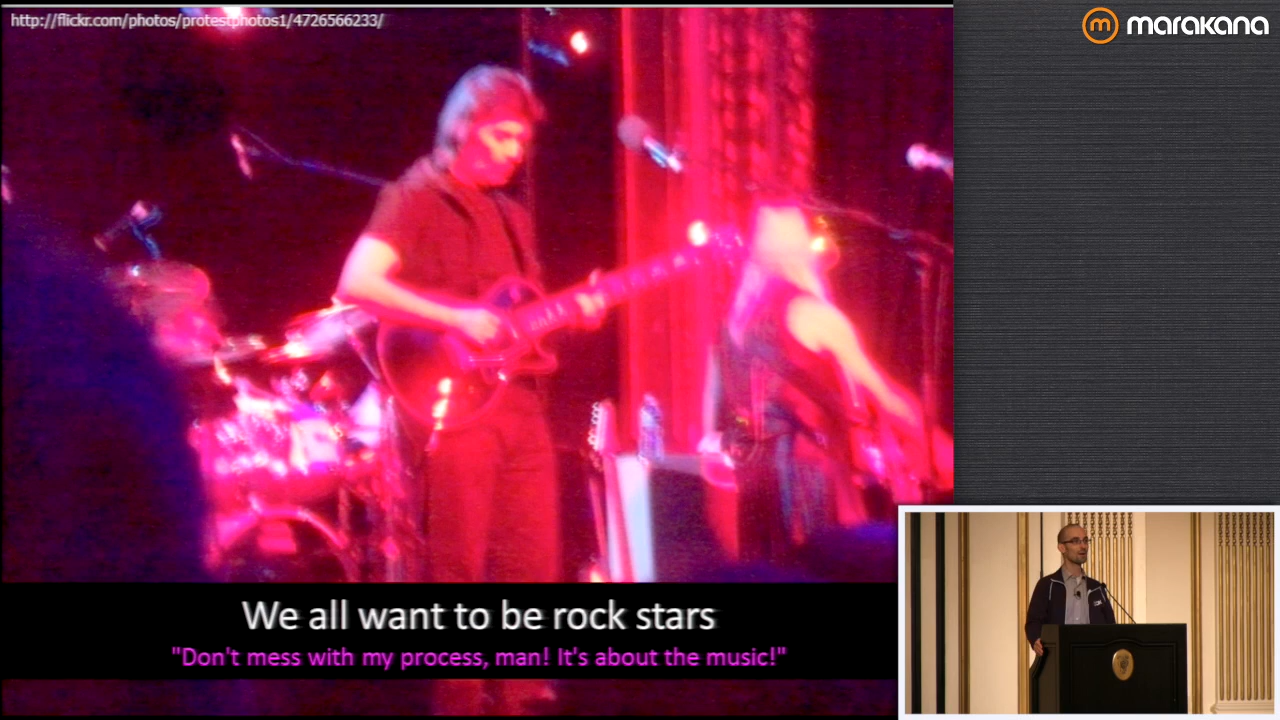 http://flickr.com/photos/protestphotos1/4726566233/
marakana
We all want to be rock stars
"Don't mess with my process, man! It's about the music!"